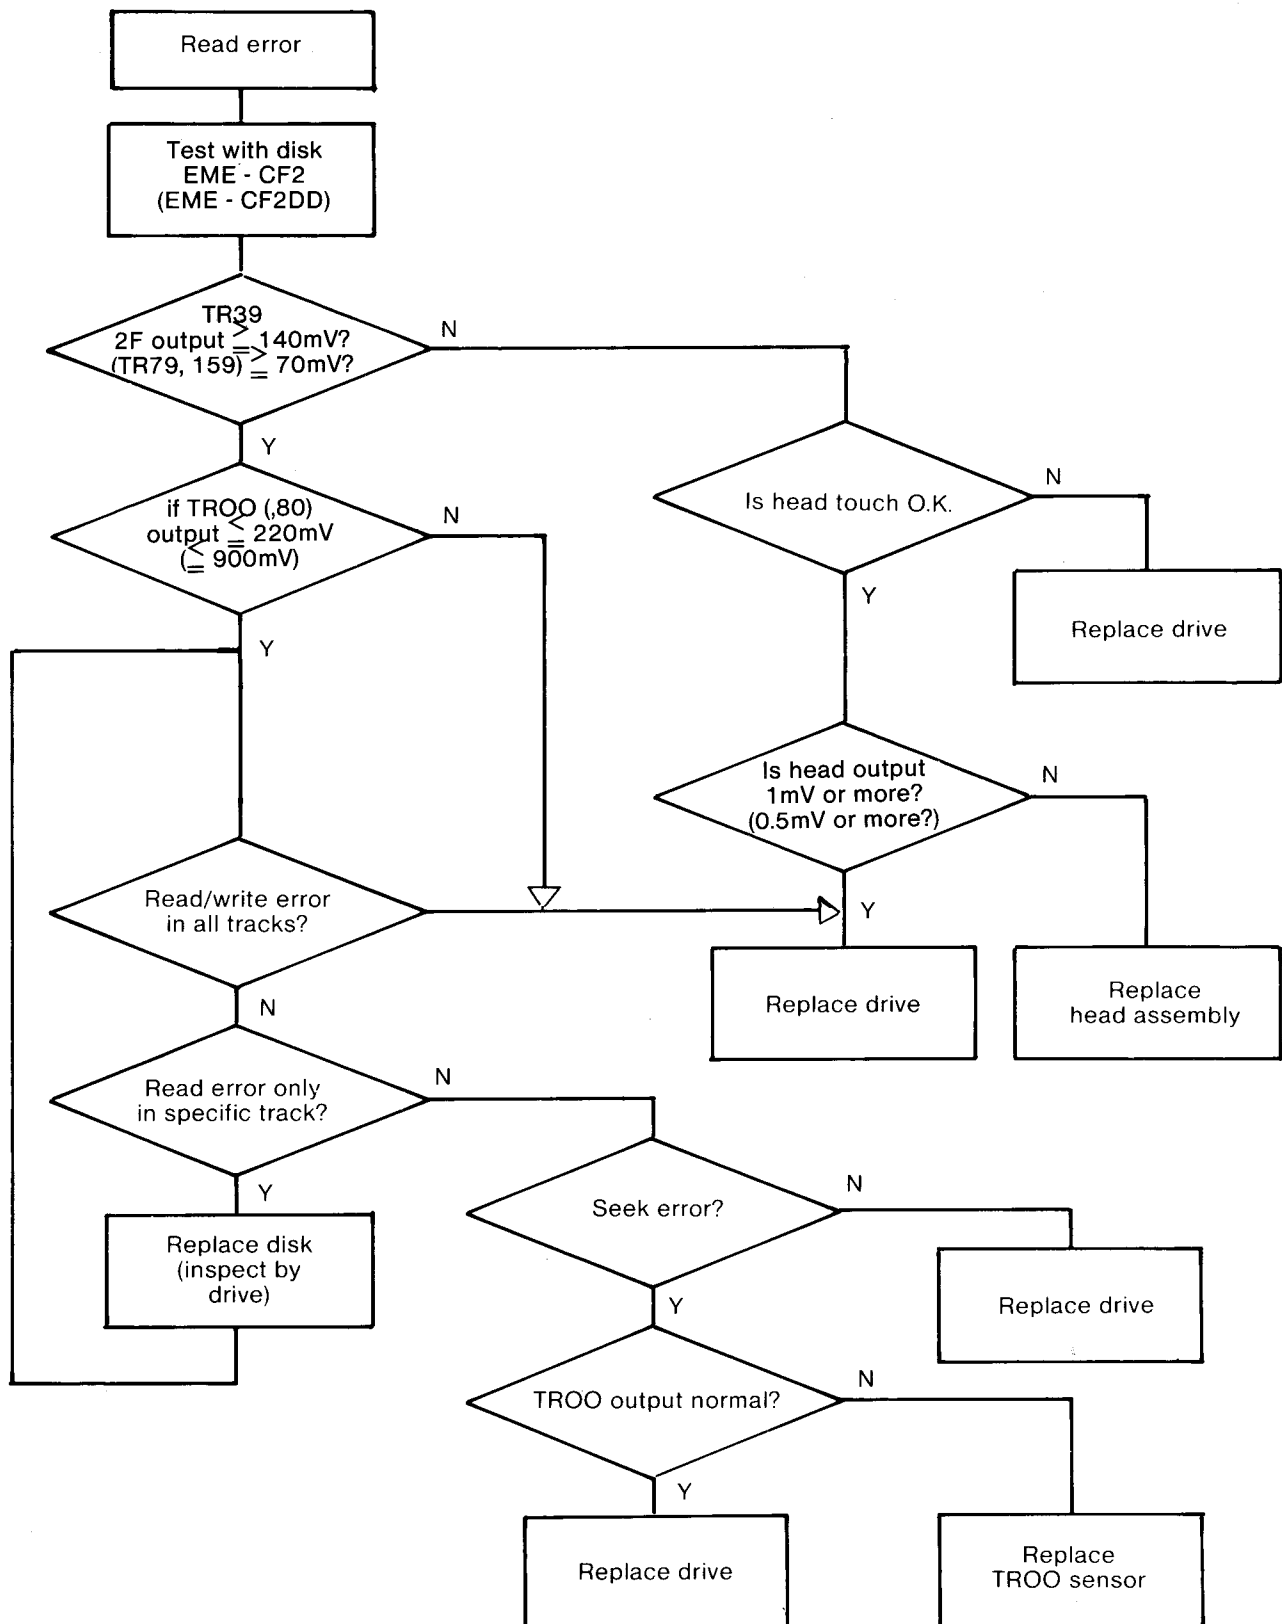 Read error
Test with disk
EME - CF2
(EME - CF2DD)
TR39
2F output ≧ 140mV?
(TR79, 159) ≧ 70mV?
N
Y
if TROO (,80)
output ≦ 220mV
(≦ 900mV)
N
Y
Is head touch O.K.
N
Y
Replace drive
Is head output
1mV or more?
(0.5mV or more?)
N
Y
Read/write error
in all tracks?
N
Replace drive
Replace
head assembly
Read error only
in specific track?
N
Y
Replace disk
(inspect by
drive)
Seek error?
N
Y
Replace drive
TROO output normal?
N
Y
Replace drive
Replace
TROO sensor